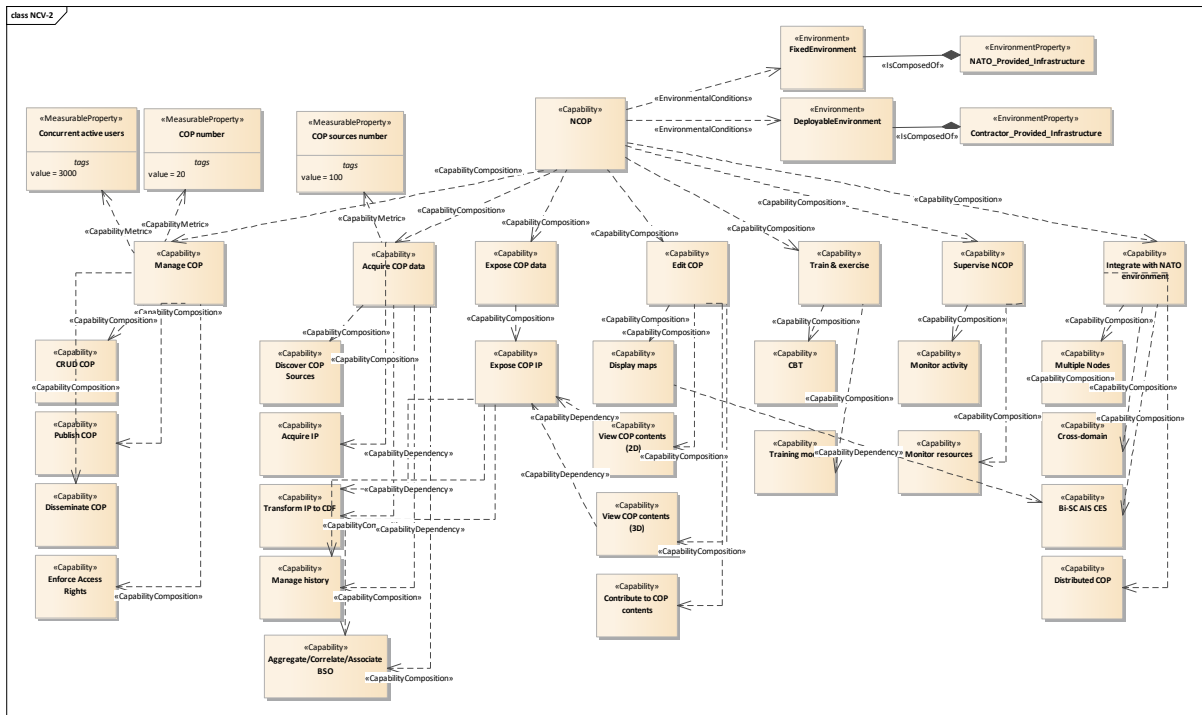 class NCV-2
«Environment»
FixedEnvironment
«IsComposedOf»
«EnvironmentProperty»
NATO_Provided_Infrastructure
«EnvironmentalConditions»
«Capability»
NCOP
«Environment»
DeployableEnvironment
«EnvironmentalConditions»
«IsComposedOf»
«EnvironmentProperty»
Contractor_Provided_Infrastructure
«MeasurableProperty»
Concurrent active users
tags
value = 3000
«MeasurableProperty»
COP number
tags
value = 20
«MeasurableProperty»
COP sources number
tags
value = 100
«CapabilityComposition»
«CapabilityComposition»
«CapabilityComposition»
«CapabilityComposition»
«CapabilityComposition»
«CapabilityComposition»
«CapabilityComposition»
«CapabilityMetric»
«CapabilityMetric»
«CapabilityMetric»
«Capability»
Manage COP
«Capability»
Acquire COP data
«Capability»
Expose COP data
«Capability»
Edit COP
«Capability»
Train & exercise
«Capability»
Supervise NCOP
«Capability»
Integrate with NATO
environment
«CapabilityComposition»
«CapabilityComposition»
«CapabilityComposition»
«CapabilityComposition»
«CapabilityComposition»
«CapabilityComposition»
«CapabilityComposition»
«CapabilityComposition»
«Capability»
CRUD COP
«CapabilityComposition»
«Capability»
Publish COP
«Capability»
Disseminate COP
«Capability»
Enforce Access
Rights
«CapabilityComposition»
«Capability»
Discover COP
Sources
«CapabilityComposition»
«Capability»
Acquire IP
«CapabilityDependency»
«Capability»
Transform IP to CDF
«CapabilityDependency»
«CapabilityDependency»
«Capability»
Manage history
«Capability»
Aggregate/Correlate/Associate
BSO
«CapabilityComposition»
«Capability»
Expose COP IP
«CapabilityDependency»
«CapabilityDependency»
«Capability»
Display maps
«Capability»
View COP contents
(2D)
«CapabilityComposition»
«Capability»
View COP contents
(3D)
«CapabilityComposition»
«Capability»
Contribute to COP
contents
«Capability»
CBT
«Capability»
Training
«CapabilityDependency»
«Capability»
Monitor activity
«CapabilityComposition»
«Capability»
Monitor resources
«Capability»
Multiple Nodes
«CapabilityComposition»
«CapabilityComposition»
«Capability»
Cross-domain
«Capability»
Bi-SC AIS CES
«Capability»
Distributed COP
«CapabilityComposition»